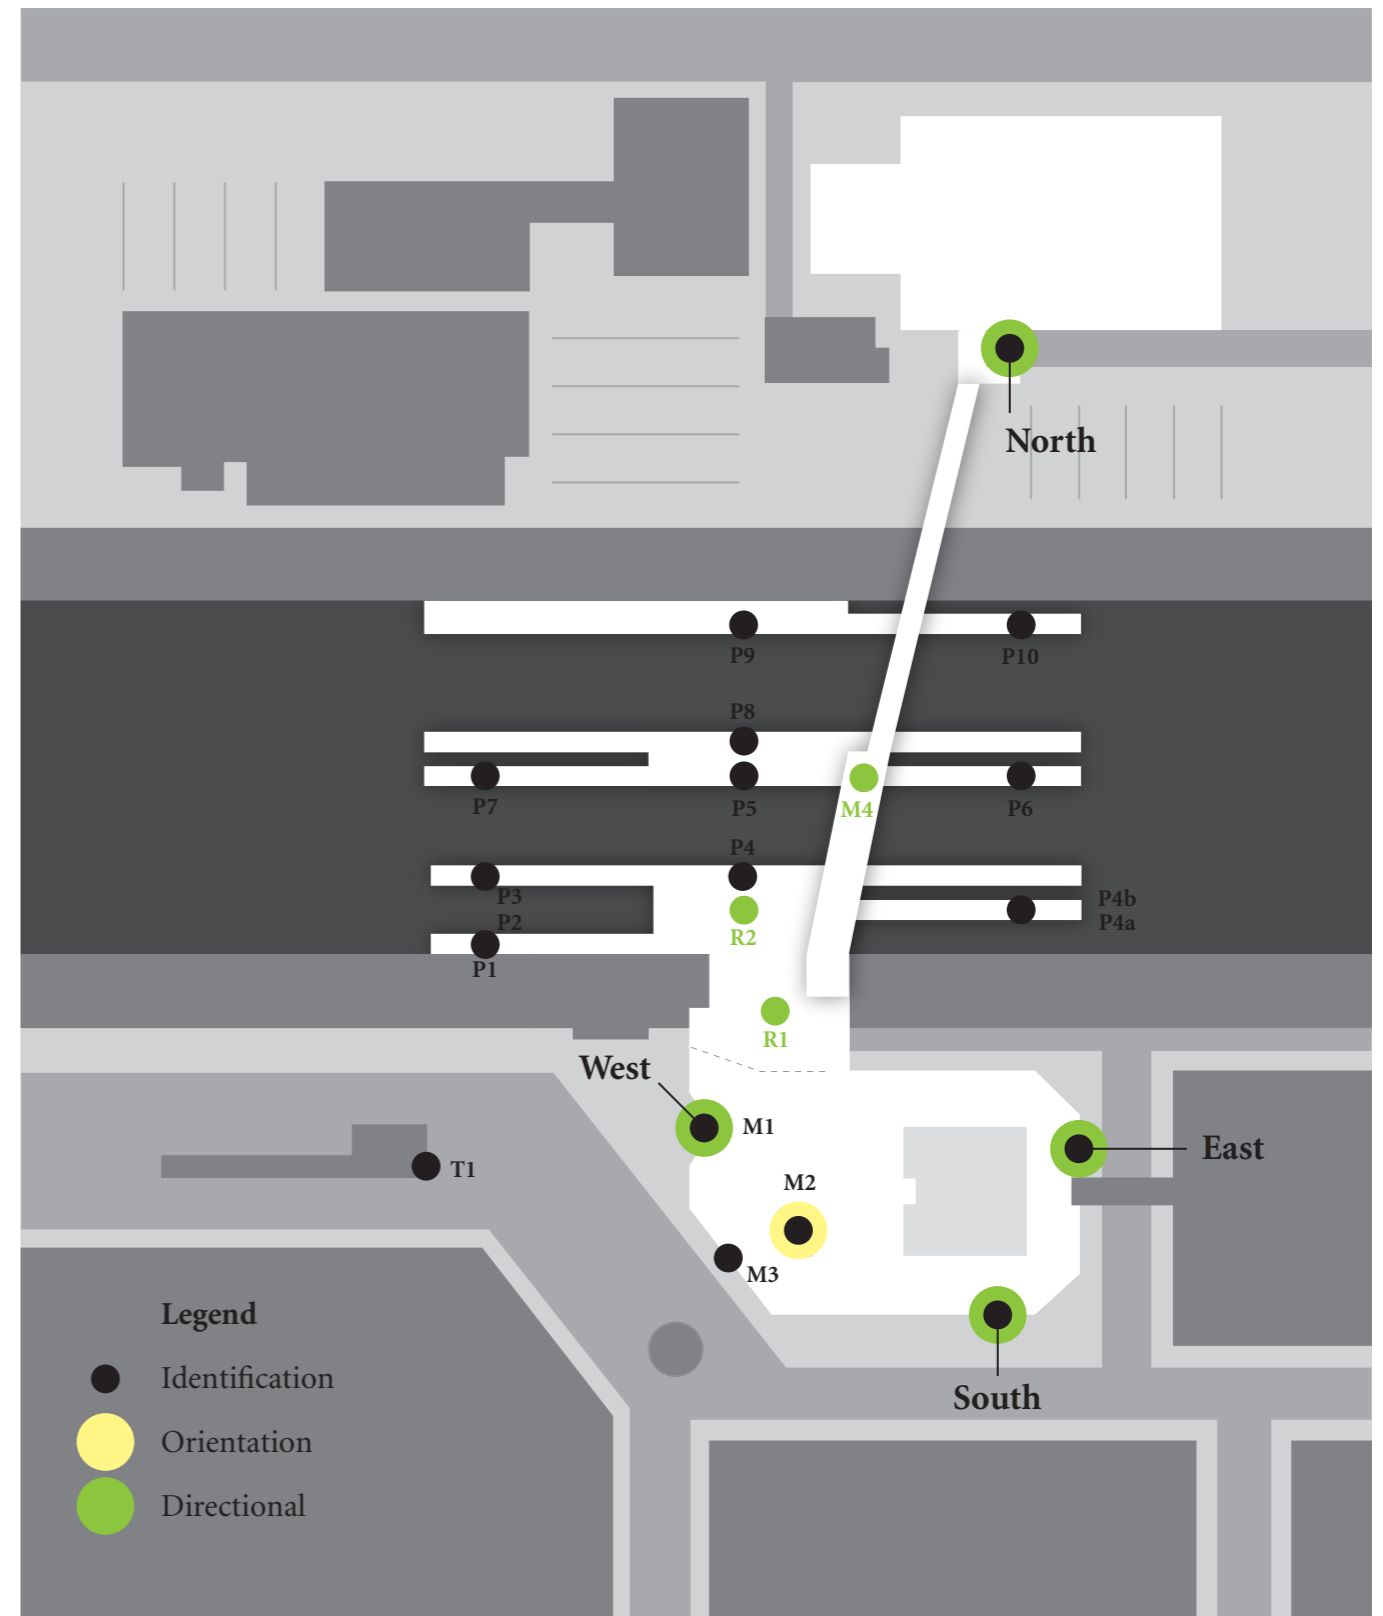 North
P9
P10
P8
P7
P5
M4
P6
P4
P3
P2
P1
P4b
P4a
R2
R1
West
M1
East
T1
M2
M3
South
Legend
Identification
Orientation
Directional